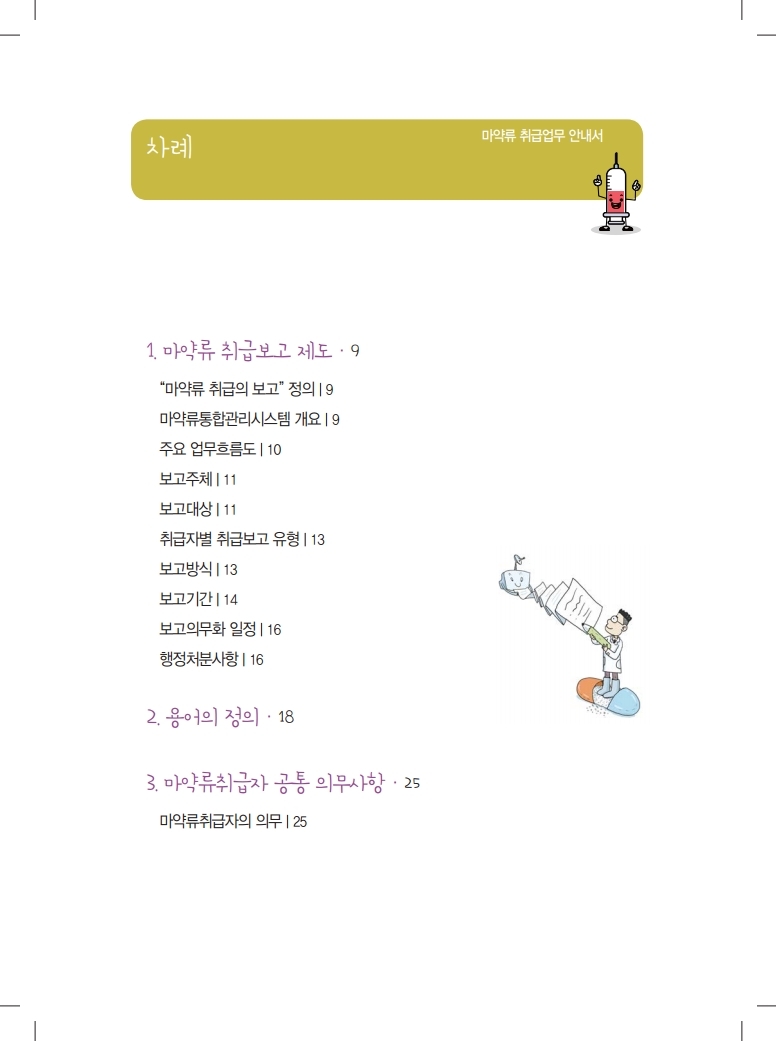 차례
마약류 취급업무 안내서
1. 마약류 취급보고 제도 · 9
“마약류 취급의 보고” 정의 | 9
마약류통합관리시스템 개요 | 9
주요 업무흐름도 | 10
보고주체 | 11
보고대상 | 11
취급자별 취급보고 유형 | 13
보고방식 | 13
보고기간 | 14
보고의무화 일정 | 16
행정처분사항 | 16
2. 용어의 정의 · 18
3. 마약류취급자 공통 의무사항 · 25
마약류취급자의 의무 | 25